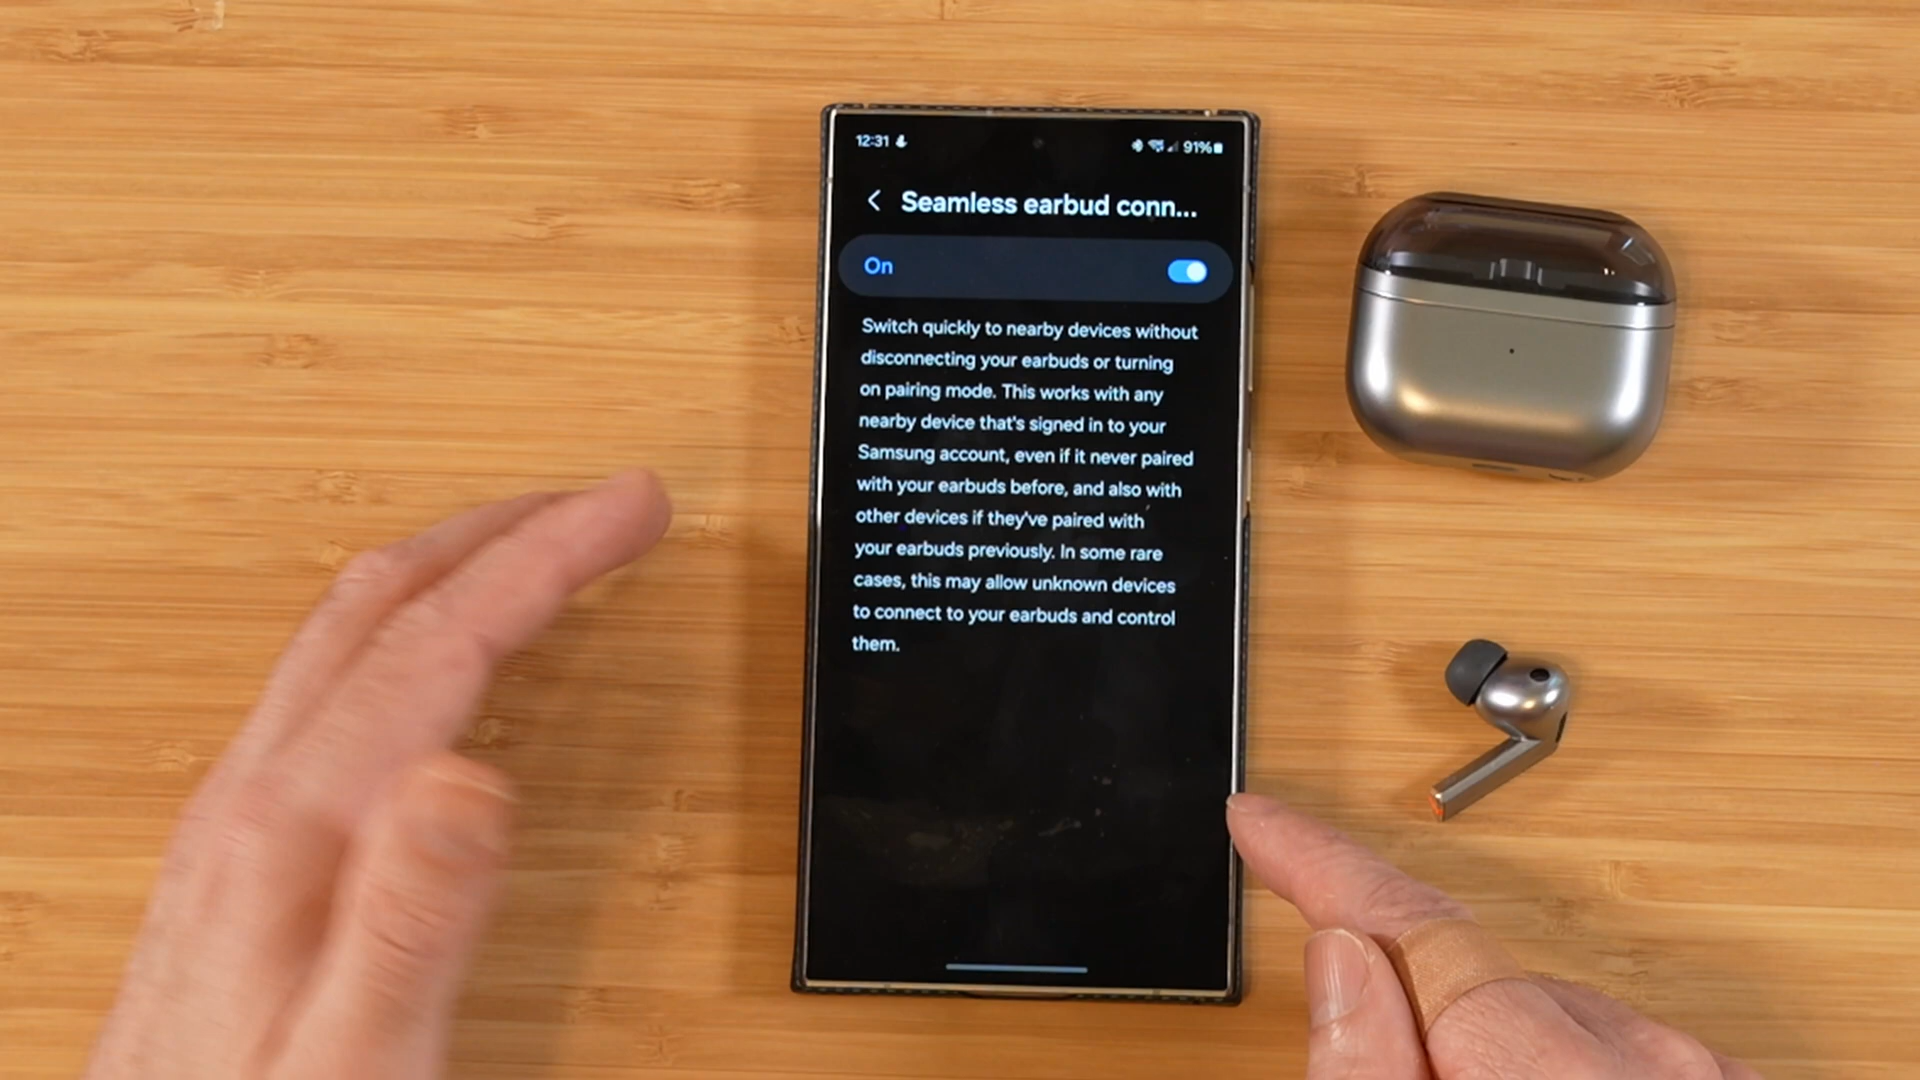 12:31
91%
Seamless earbud conn...
On
Switch quickly to nearby devices without
disconnecting your earbuds or turning
on pairing mode. This works with any
nearby device that's signed in to your
Samsung account, even if it never paired
with your earbuds before, and also with
other devices if they've paired with
your earbuds previously. In some rare
cases, this may allow unknown devices
to connect to your earbuds and control
them.